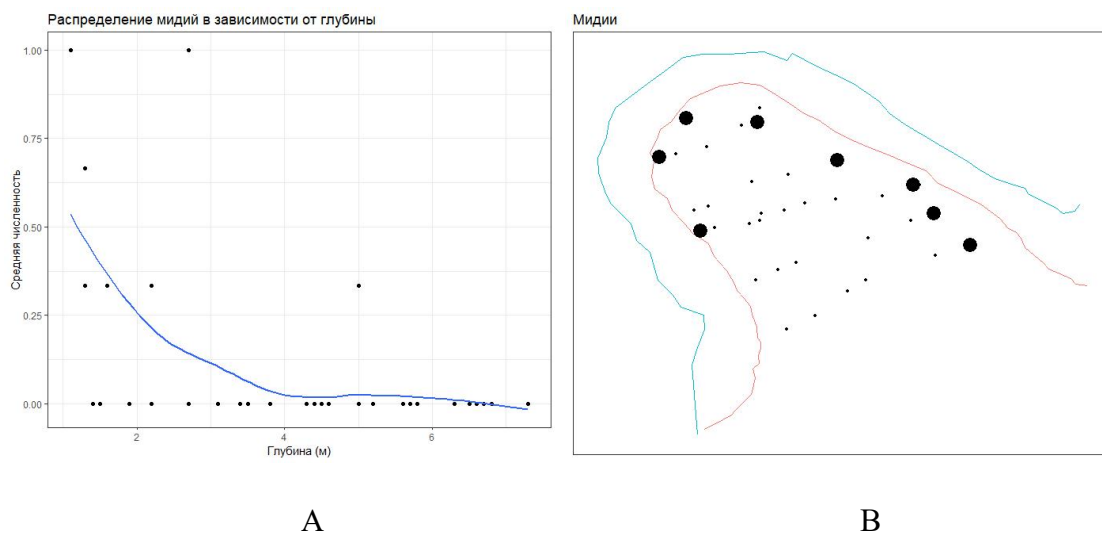 Распределение мидий в зависимости от глубины
Средняя численность
1.00
0.75
0.50
0.25
0.00
2
4
6
Глубина (м)
Мидии
А
В